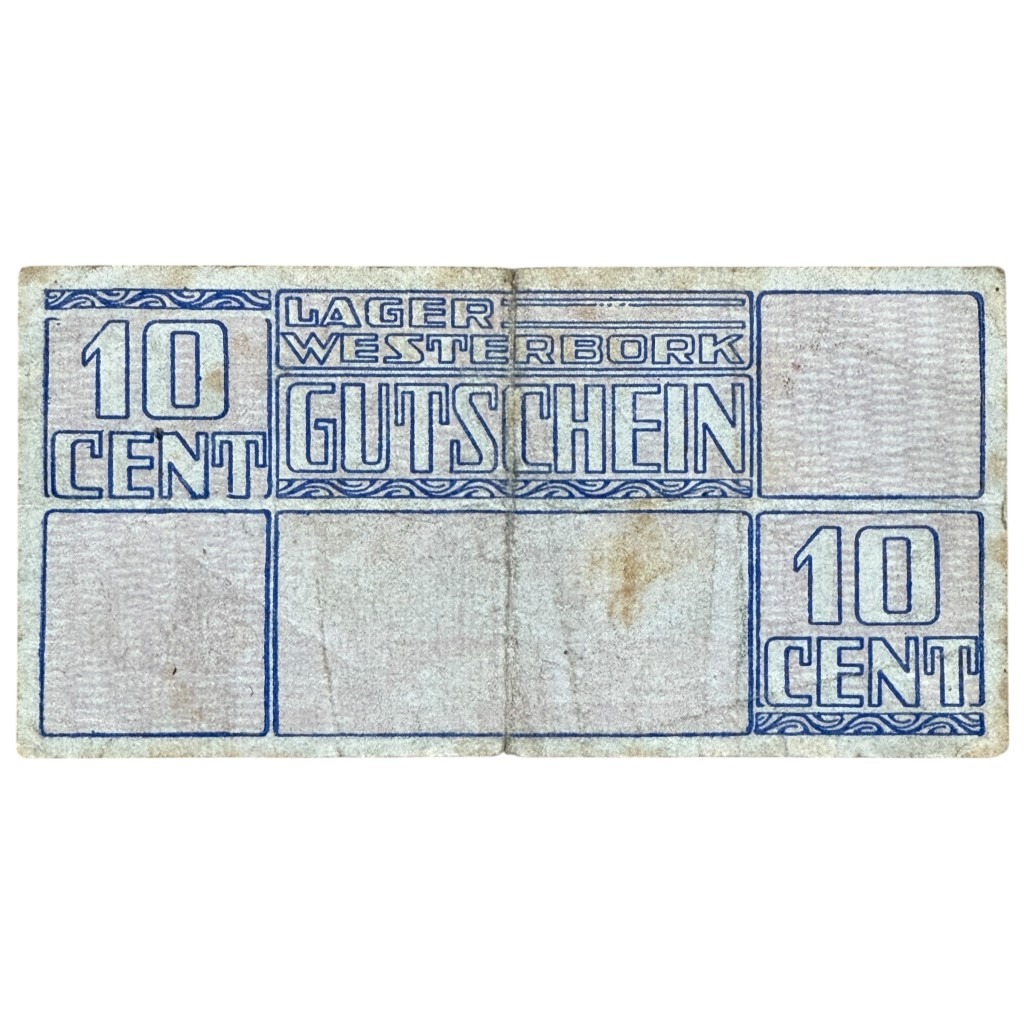 10
CENT
LAGER
WESTERBORK
GUTSCHEIN
10
CENT